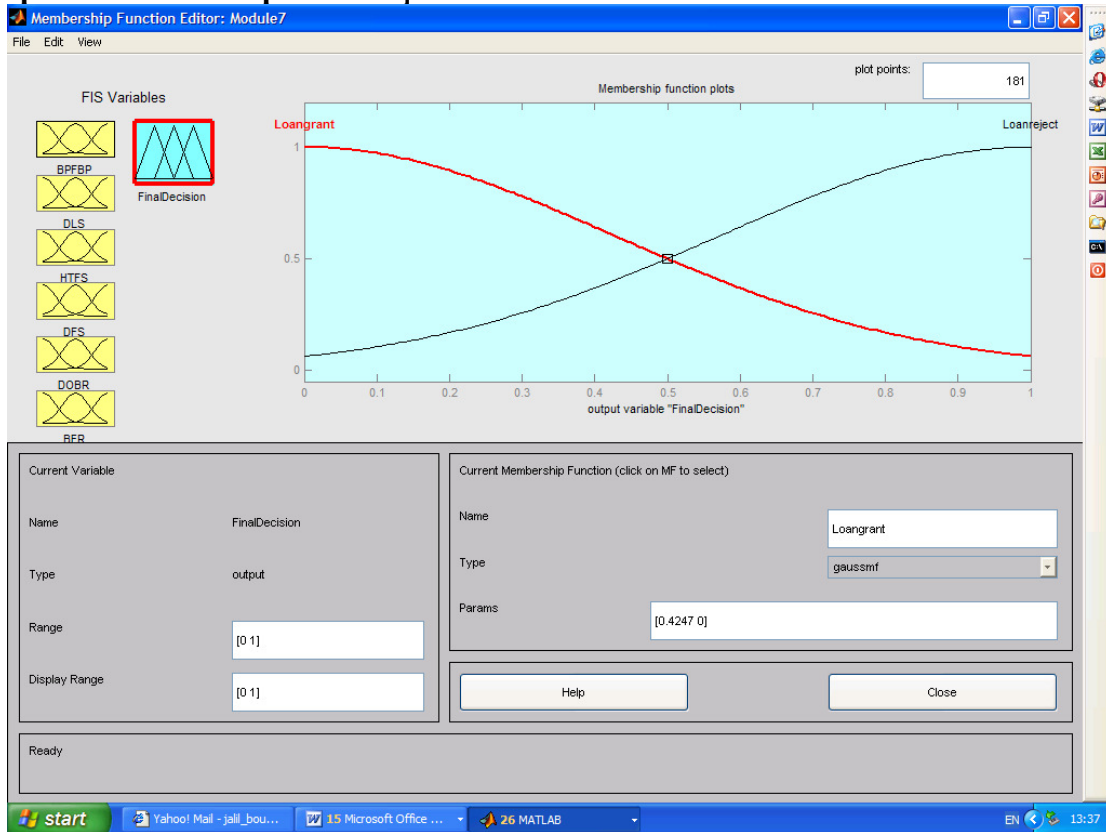 Membership Function Editor: Module7
File Edit View
FIS Variables
BPFBP
DLS
HTFS
DFS
DOBR
BFR
FinalDecision
plot points:
181
Membership function plots
Loangrant
Loanreject
1
0.5
0
0 0.1 0.2 0.3 0.4 0.5 0.6 0.7 0.8 0.9 1
output variable "FinalDecision"
Current Variable
Name FinalDecision
Type output
Range [0 1]
Display Range [0 1]
Current Membership Function (click on MF to select)
Name Loangrant
Type gaussmf
Params [0.4247 0]
Help Close
Ready
start Yahoo! Mail - jalil_bou... 15 Microsoft Office ... 26 MATLAB EN 13:37